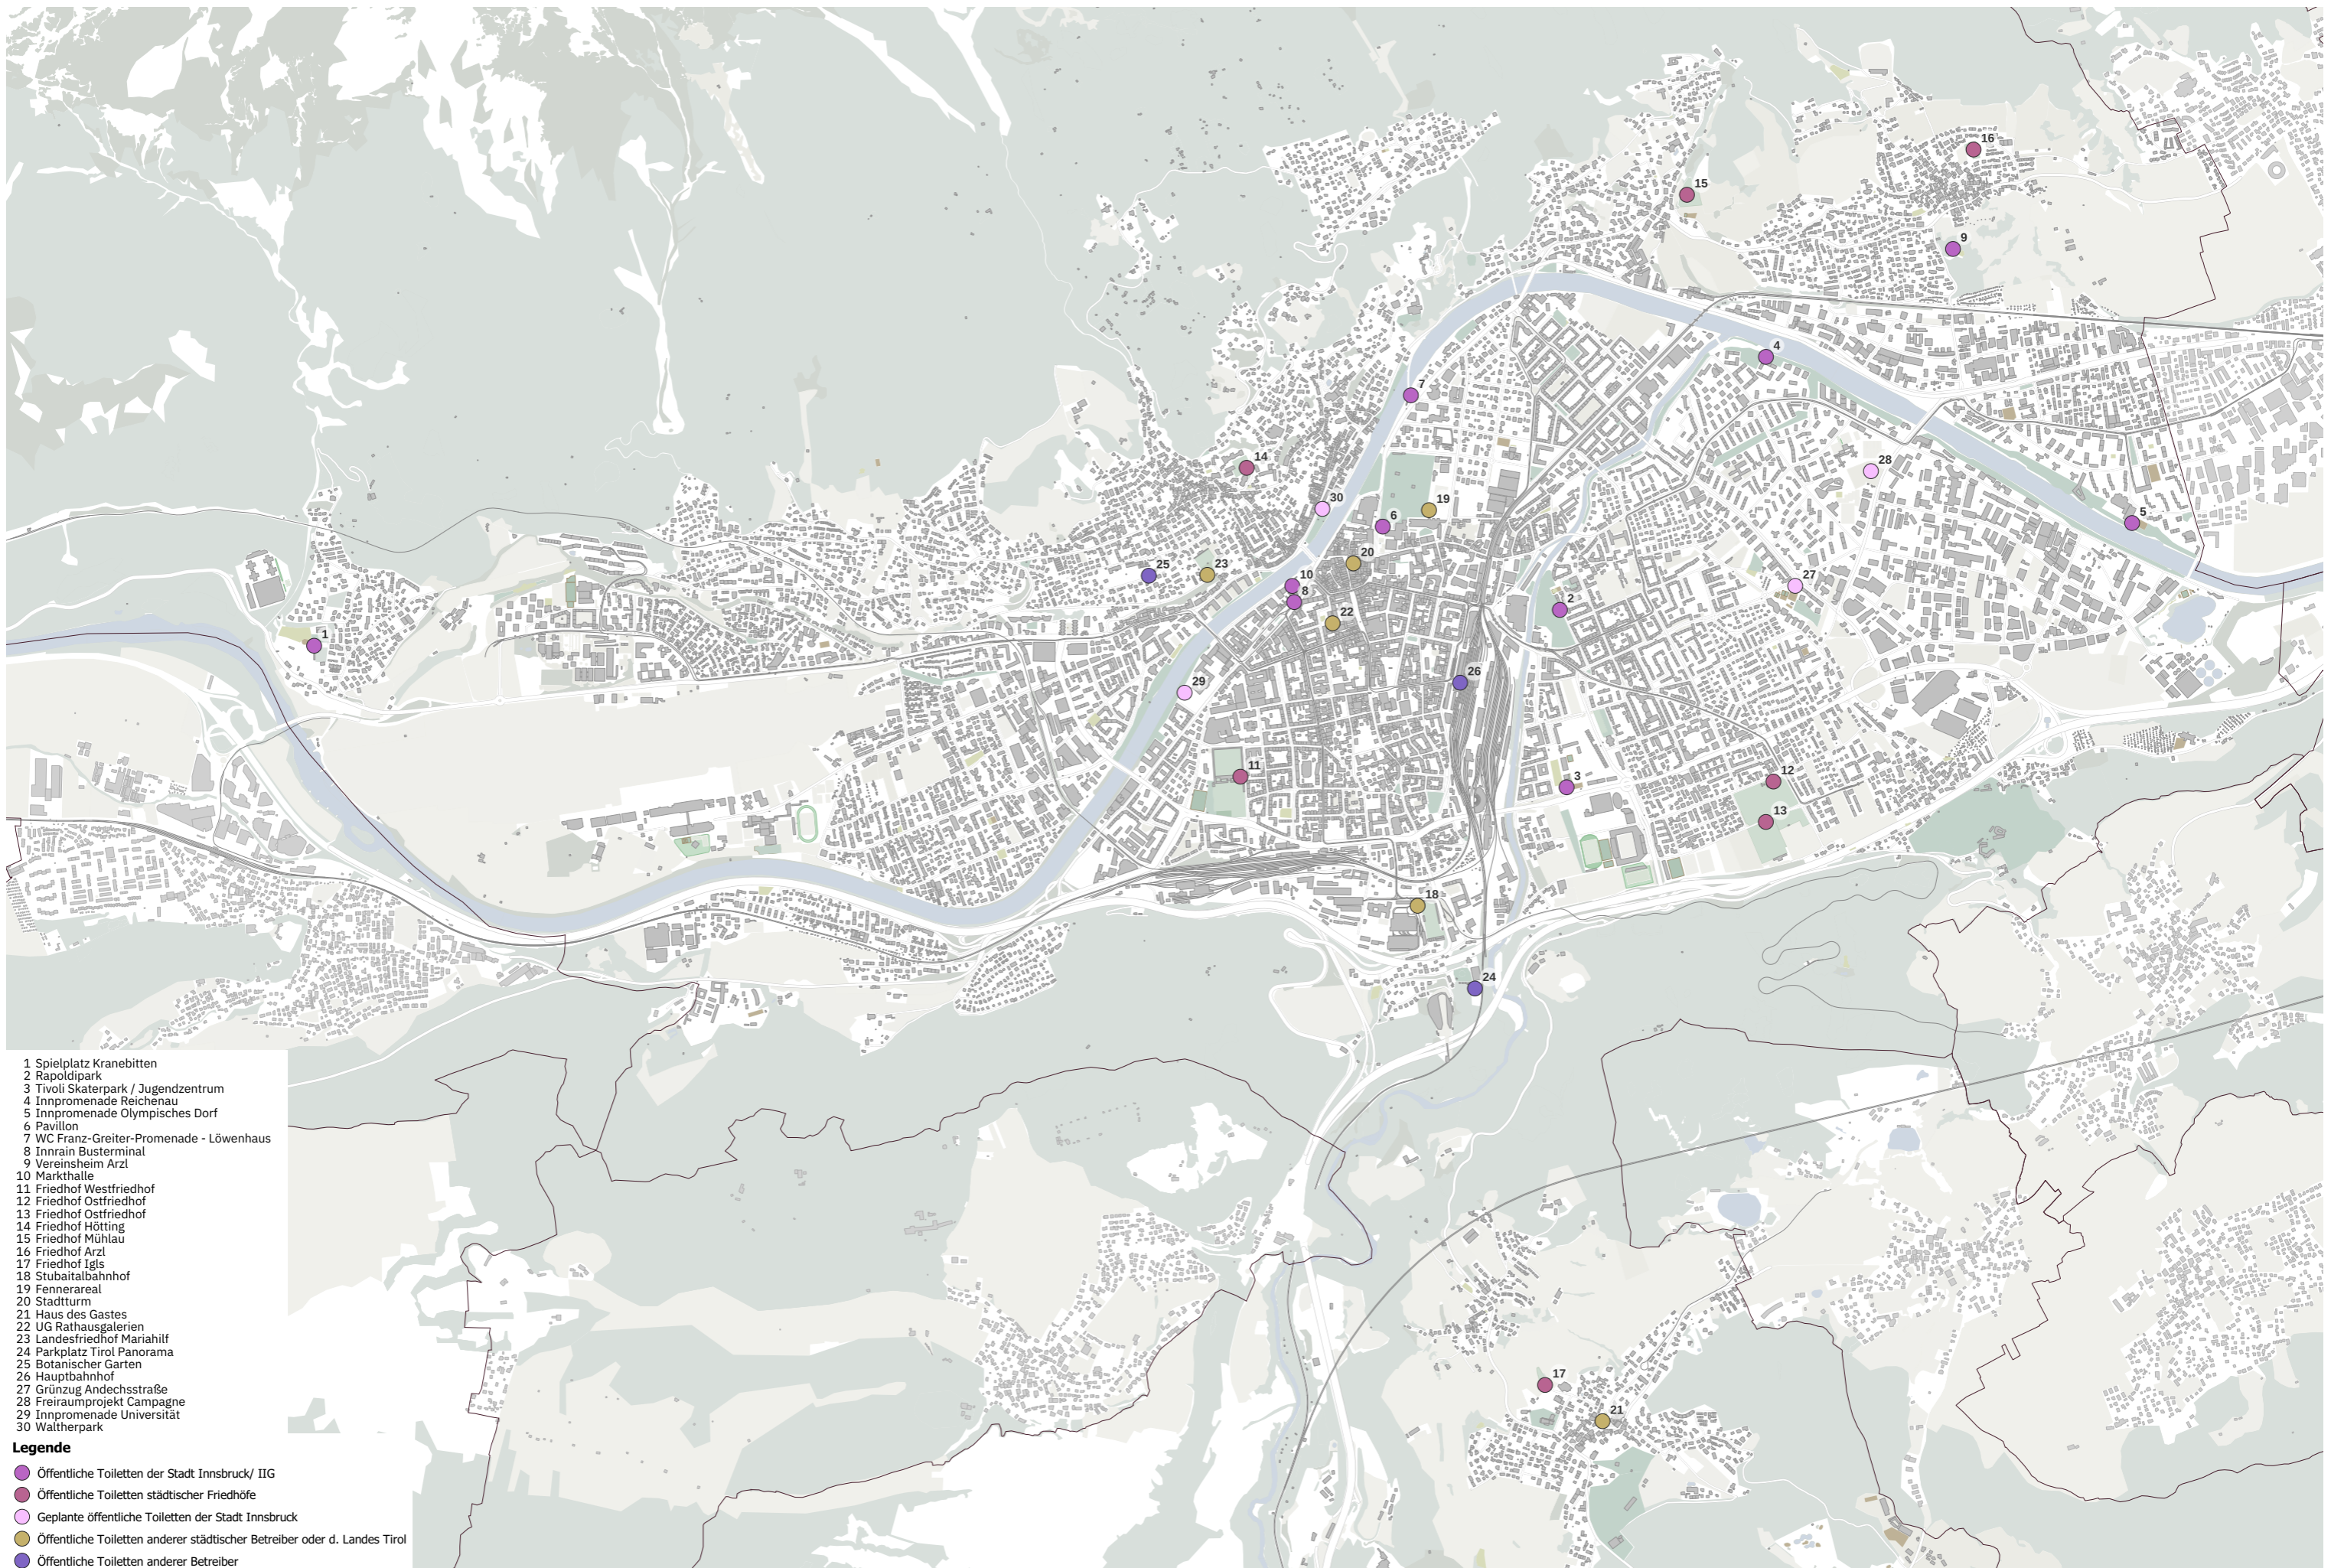 16
15
9
4
7
28
14
30
19
6
5
20
25
23
10
27
8
2
22
1
26
29
11
3
12
13
18
24
17
21
1 Spielplatz Kranebitten
2 Rapoldipark
3 Tivoli Skaterpark / Jugendzentrum
4 Innpromenade Reichenau
5 Innpromenade Olympisches Dorf
6 Pavillon
7 WC Franz-Greiter-Promenade - Löwenhaus
8 Innrain Busterminal
9 Vereinsheim Arzl
10 Markthalle
11 Friedhof Westfriedhof
12 Friedhof Ostfriedhof
13 Friedhof Ostfriedhof
14 Friedhof Hötting
15 Friedhof Mühlau
16 Friedhof Arzl
17 Friedhof Igls
18 Stubaitalbahnhof
19 Fennerareal
20 Stadtturm
21 Haus des Gastes
22 UG Rathausgalerien
23 Landesfriedhof Mariahilf
24 Parkplatz Tirol Panorama
25 Botanischer Garten
26 Hauptbahnhof
27 Grünzug Andechsstraße
28 Freiraumprojekt Campagne
29 Innpromenade Universität
30 Waltherpark
Legende
Öffentliche Toiletten der Stadt Innsbruck/ IIG
Öffentliche Toiletten städtischer Friedhöfe
Geplante öffentliche Toiletten der Stadt Innsbruck
Öffentliche Toiletten anderer städtischer Betreiber oder d. Landes Tirol
Öffentliche Toiletten anderer Betreiber